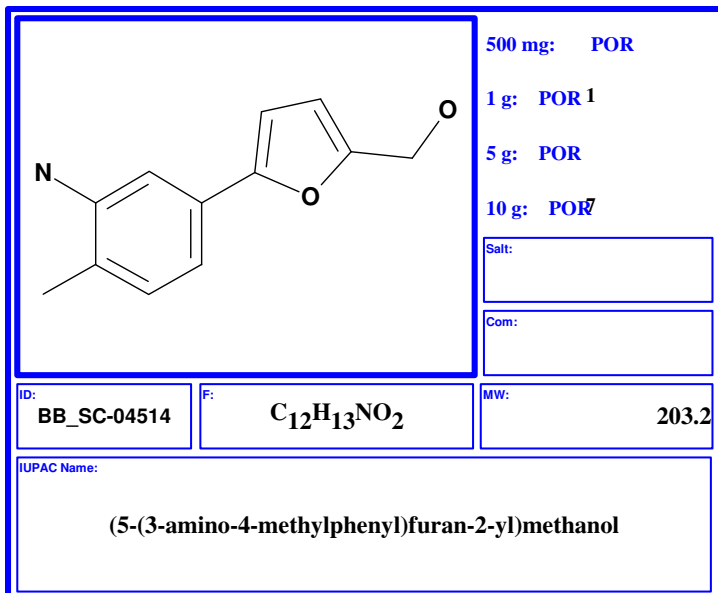 500 mg: POR
1 g: POR 1
5 g: POR
10 g: POR 7
N
O
O
Salt:
Com:
ID:
BB_SC-04514
F:
C12H13NO2
MW:
203.2
IUPAC Name:
(5-(3-amino-4-methylphenyl)furan-2-yl)methanol